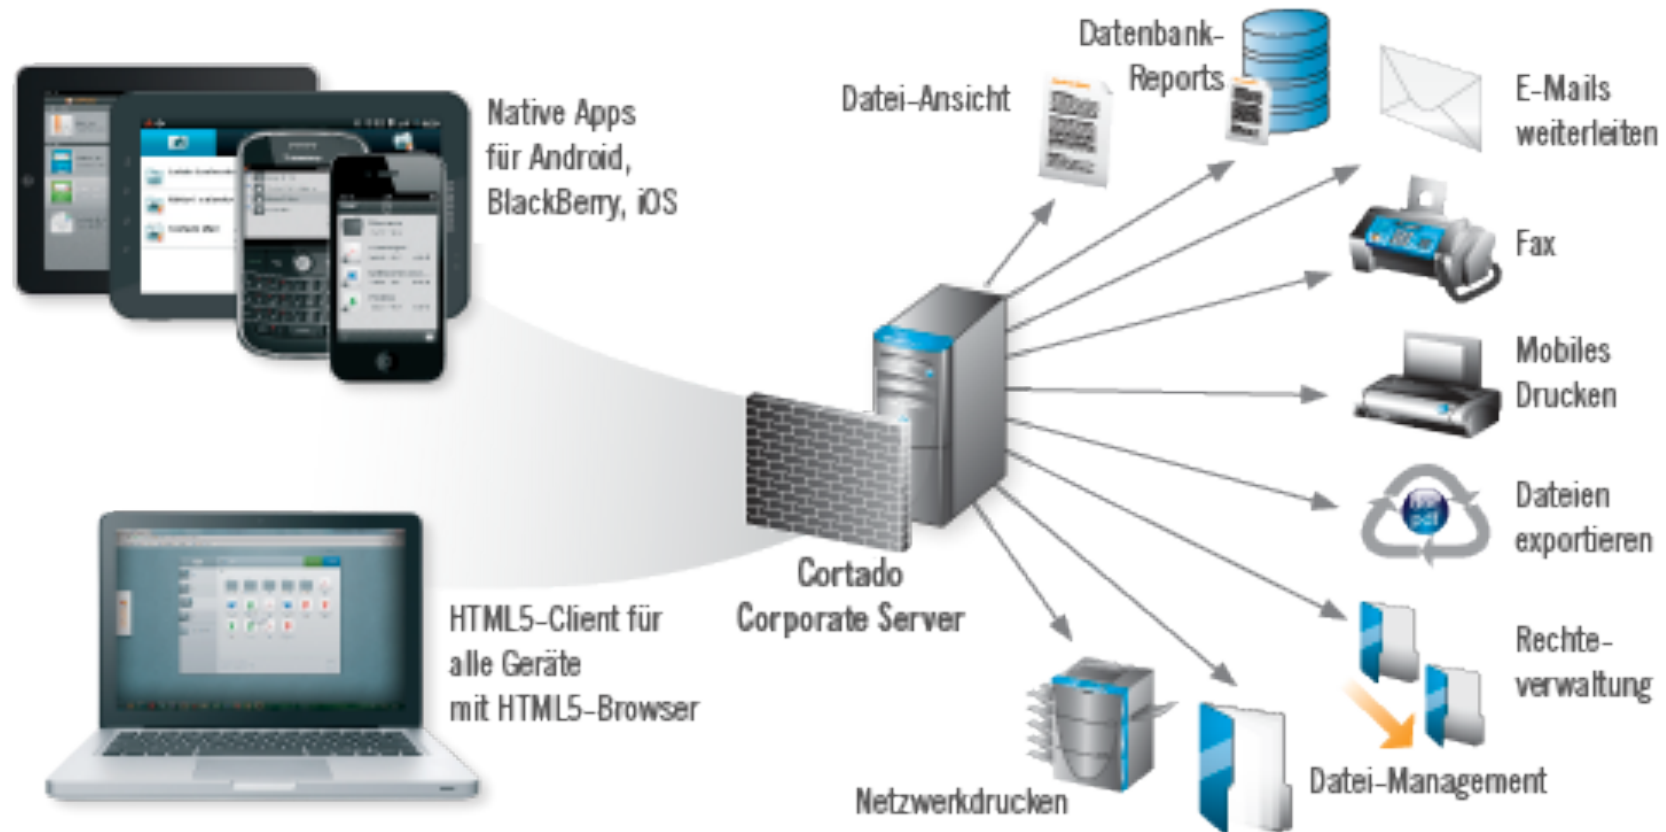 Native Apps
für Android,
BlackBerry, iOS
HTML5-Client für
alle Geräte
mit HTML5-Browser
Cortado
Corporate Server
Datei-Ansicht
Datenbank-
Reports
E-Mails
weiterleiten
Fax
Mobiles
Drucken
Dateien
exportieren
Rechte-
verwaltung
Datei-Management
Netzwerkdrucken